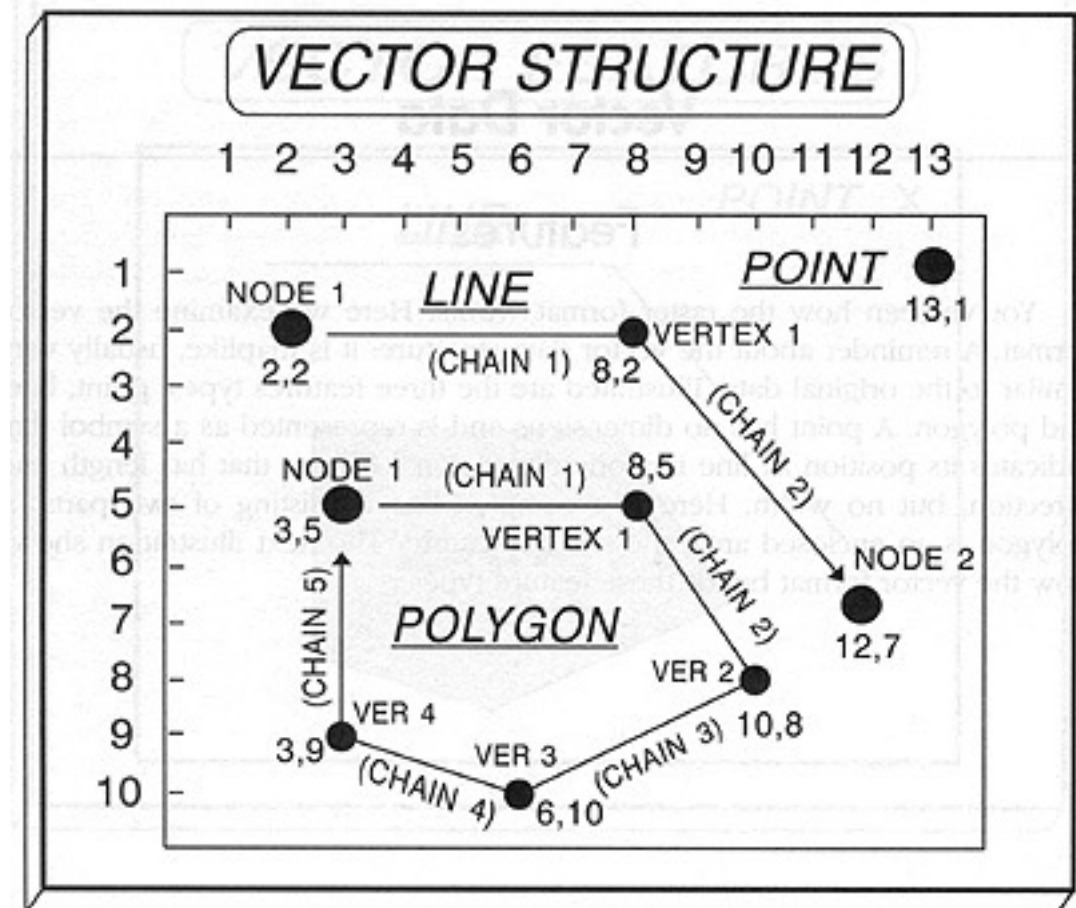 VECTOR STRUCTURE
1 2 3 4 5 6 7 8 9 10 11 12 13
1
2
3
4
5
6
7
8
9
10
POINT
13,1
NODE 1
LINE
2,2
(CHAIN 1)
8,2
VERTEX 1
(CHAIN 2)
NODE 2
12,7
NODE 1
(CHAIN 1)
8,5
3,5
VERTEX 1
(CHAIN 2)
(CHAIN 5)
POLYGON
VER 2
10,8
VER 4
3,9
VER 3
(CHAIN 3)
(CHAIN 4)
6,10